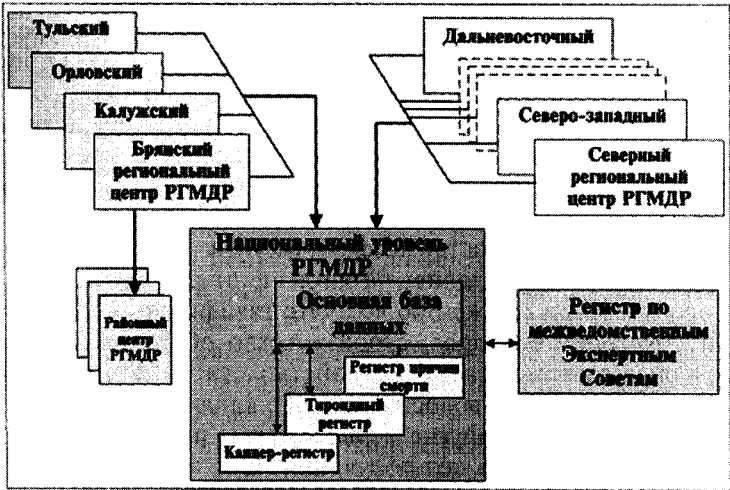 Тульский
Орловский
Калужский
Брянский
региональный
центр РГМДР
Дальневосточный
Северо-западный
Северный
региональный
центр РГМДР
Районный
центр
РГМДР
Национальный уровень
РГМДР
Основная база
данных
Регистр причин
смерти
Тироидный
регистр
Канцер-регистр
Регистр по
межведомственным
Экспертным
Советам